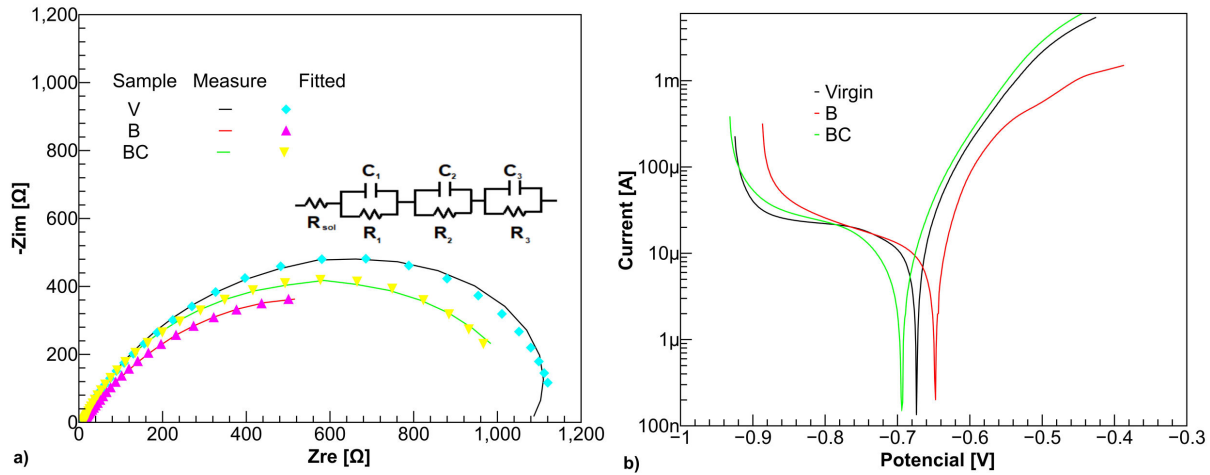 1,200
1,000
800
600
400
200
0
-Zim [Ω]
Sample Measure Fitted
V
B
BC
C1 C2 C3
Rsol R1 R2 R3
0 200 400 600 800 1,000 1,200
Zre [Ω]
a)
1m
100µ
10µ
1µ
100n
Current [A]
Virgin
B
BC
−1 −0.9 −0.8 −0.7 −0.6 −0.5 −0.4 −0.3
Potencial [V]
b)